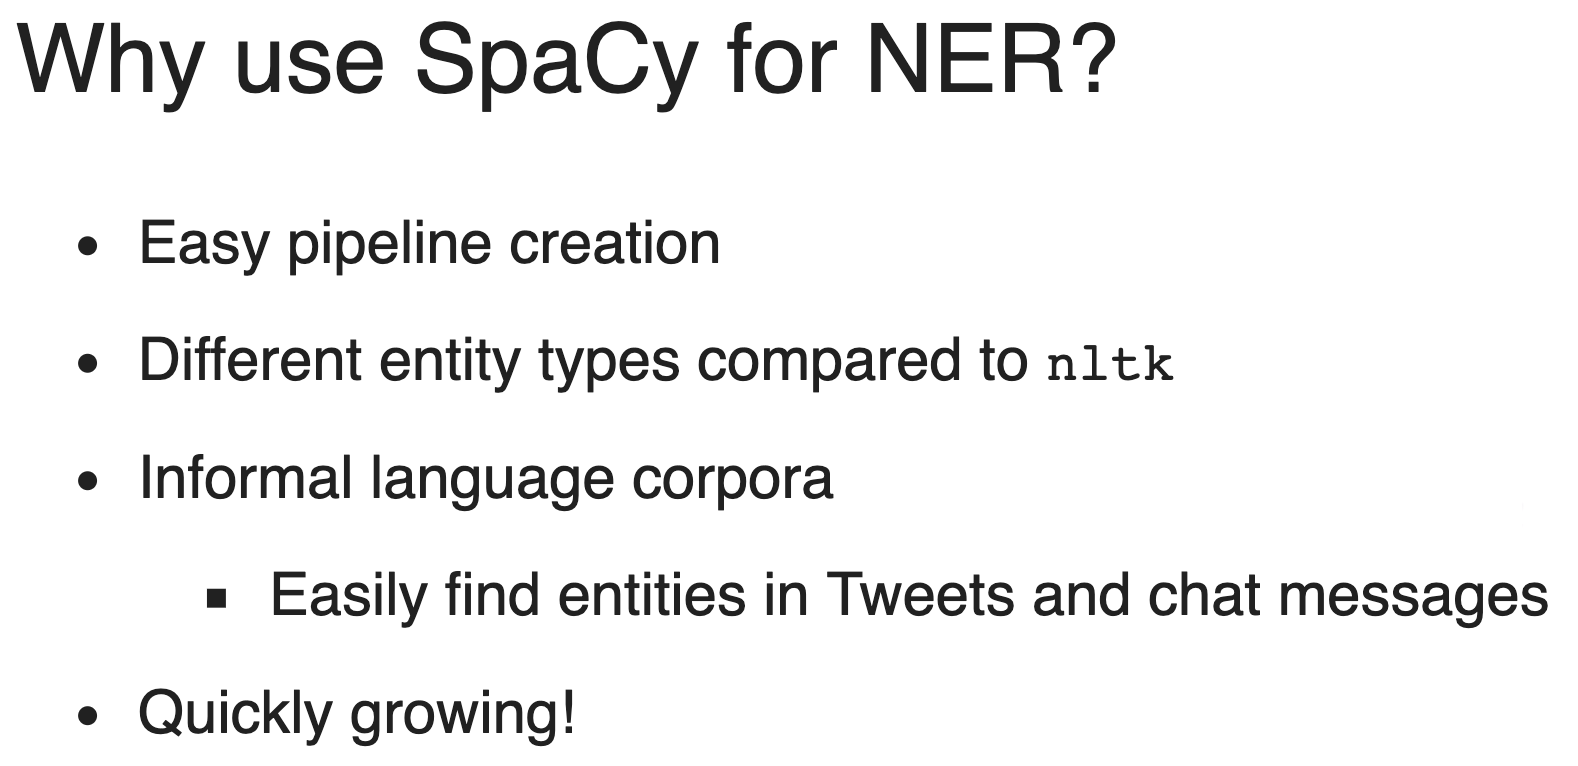 Why use SpaCy for NER?
• Easy pipeline creation
• Different entity types compared to nltk
• Informal language corpora
▪ Easily find entities in Tweets and chat messages
• Quickly growing!